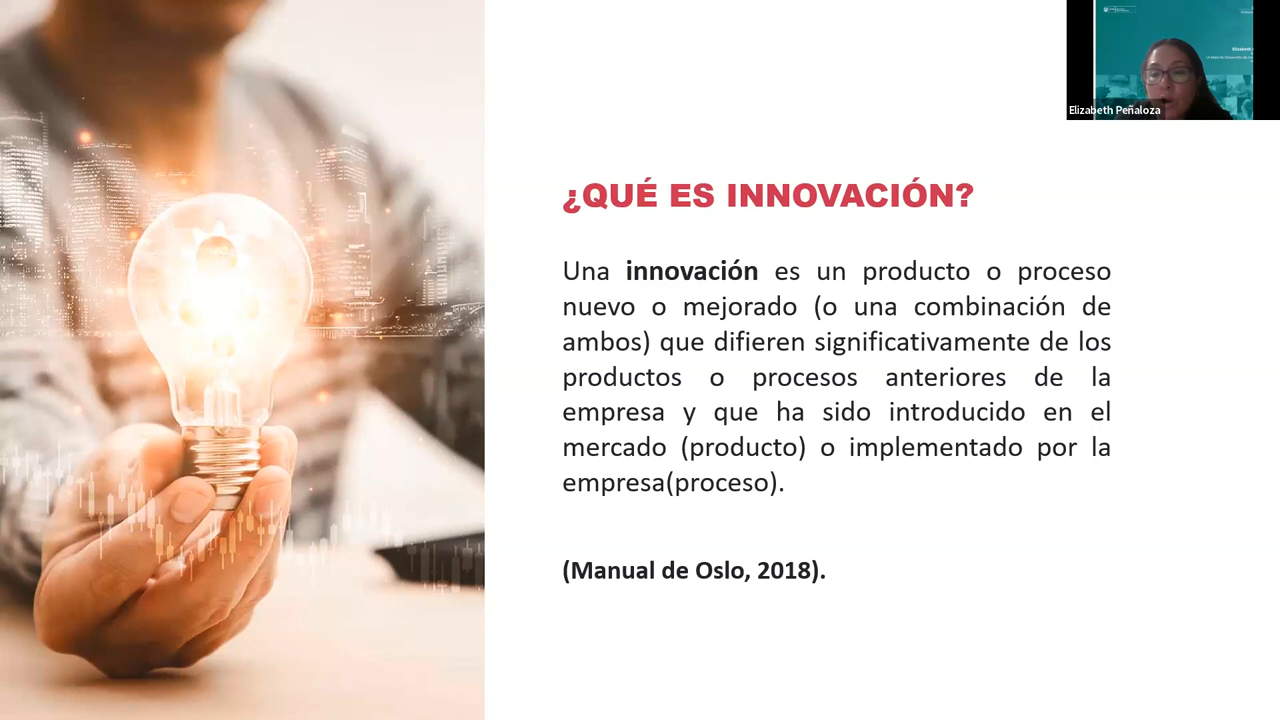 ¿QUÉ ES INNOVACIÓN?
Una innovación es un producto o proceso
nuevo o mejorado (o una combinación de
ambos) que difieren significativamente de los
productos o procesos anteriores de la
empresa y que ha sido introducido en el
mercado (producto) o implementado por la
empresa(proceso).
(Manual de Oslo, 2018).
Elizabeth Peñaloza